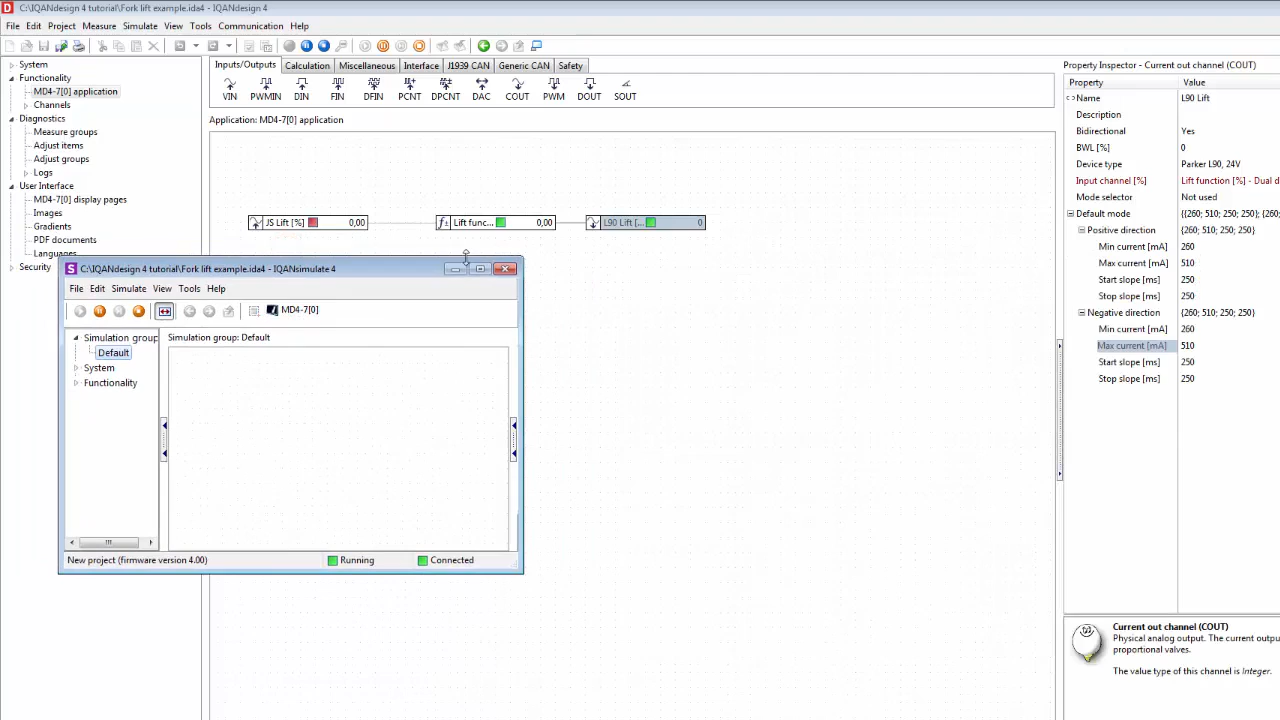 C:\IQANdesign 4 tutorial\Fork lift example.ida4 - IQANdesign 4
File Edit Project Measure Simulate View Tools Communication Help
System
Functionality
MD4-7[0] application
Channels
Diagnostics
Measure groups
Adjust items
Adjust groups
Logs
User Interface
MD4-7[0] display pages
Images
Gradients
PDF documents
Languages
Security
Inputs/Outputs Calculation Miscellaneous Interface J1939 CAN Generic CAN Safety
VIN PWMIN DIN FIN DFIN PCNT DPCNT DAC COUT PWM DOUT SOUT
Application: MD4-7[0] application
JS Lift [%] 0,00 Lift func... 0,00 L90 Lift [... 0
C:\IQANdesign 4 tutorial\Fork lift example.ida4 - IQANsimulate 4
File Edit Simulate View Tools Help
MD4-7[0]
Simulation group
Default
System
Functionality
Simulation group: Default
New project (firmware version 4.00) Running Connected
Property Inspector - Current out channel (COUT)
Property Value
Name L90 Lift
Description
Bidirectional Yes
BWL [%] 0
Device type Parker L90, 24V
Input channel [%] Lift function [%] - Dual d
Mode selector Not used
Default mode {{260; 510; 250; 250}; {260;
Positive direction {260; 510; 250; 250}
Min current [mA] 260
Max current [mA] 510
Start slope [ms] 250
Stop slope [ms] 250
Negative direction {260; 510; 250; 250}
Min current [mA] 260
Max current [mA] 510
Start slope [ms] 250
Stop slope [ms] 250
Current out channel (COUT)
Physical analog output. The current outpu
proportional valves.
The value type of this channel is Integer.